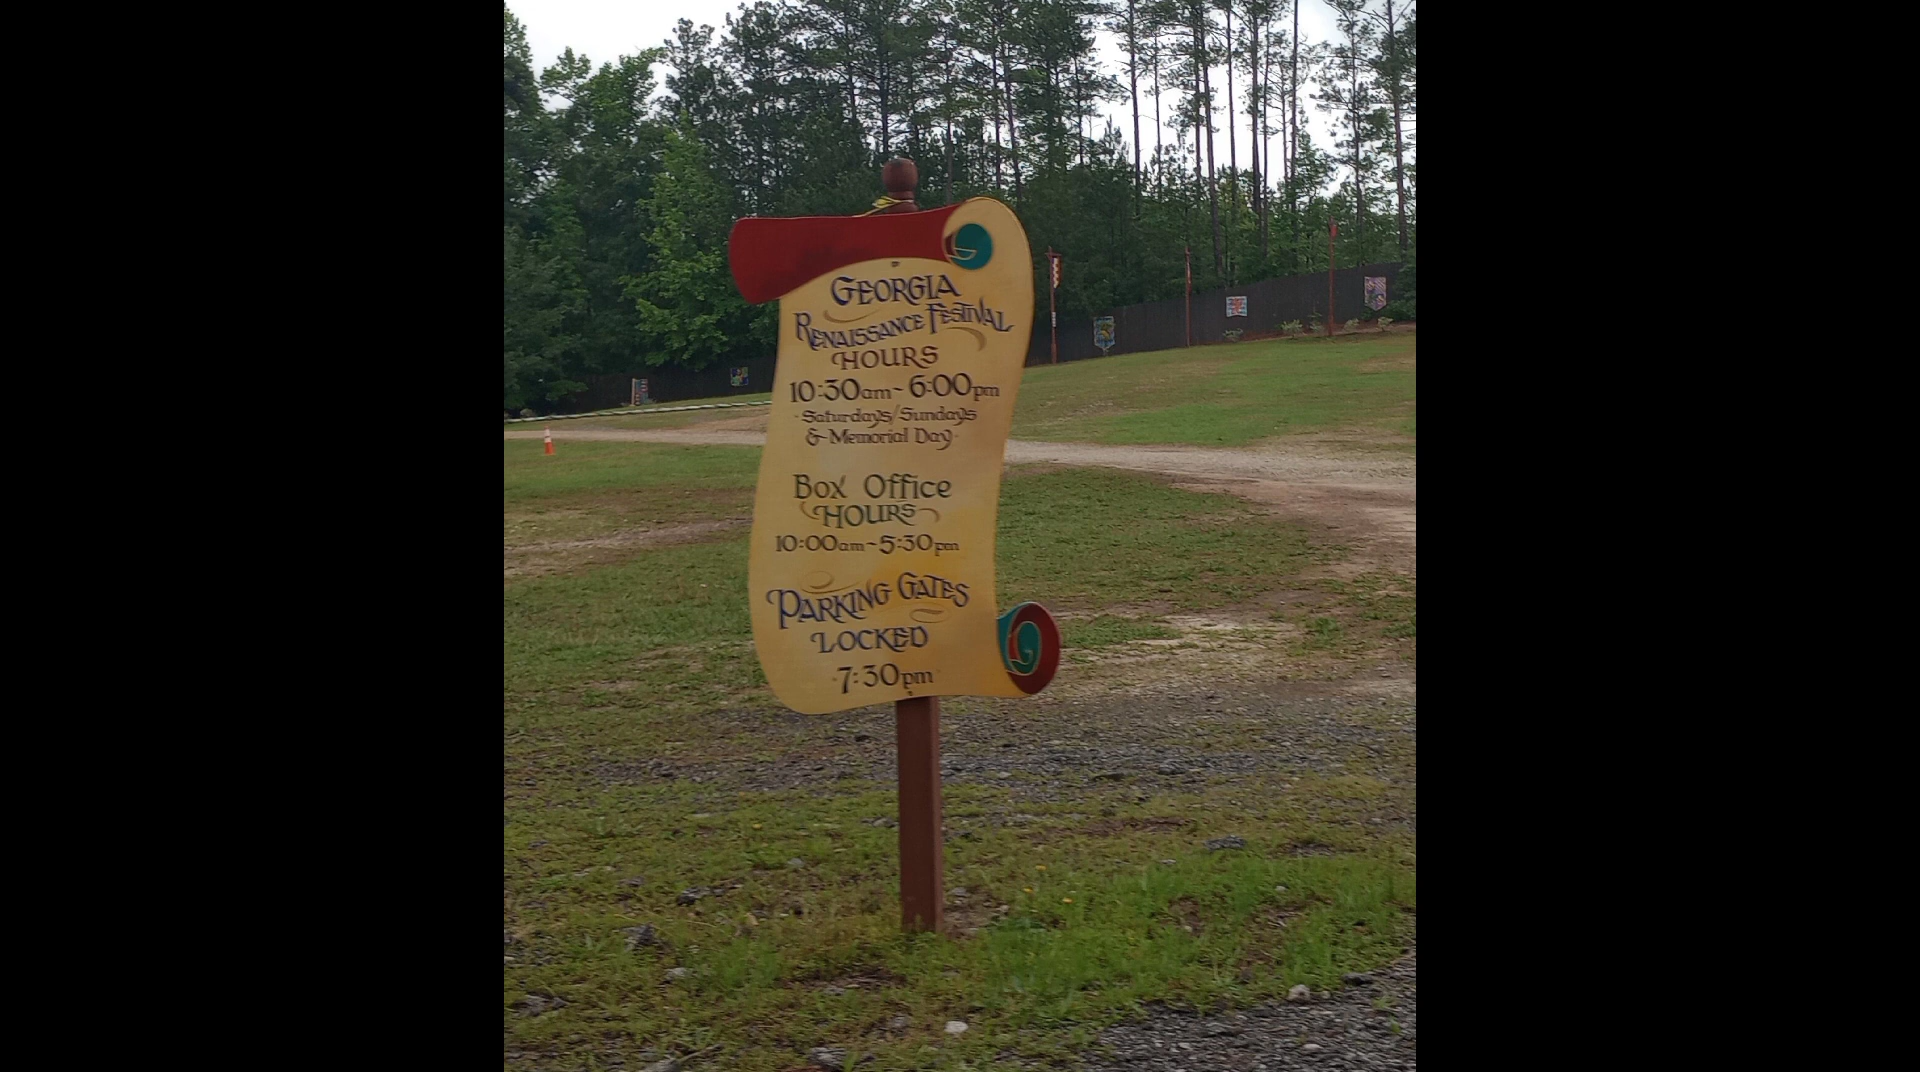 GEORGIA
RENAISSANCE FESTIVAL
HOURS
10:30am~6:00pm
·Saturdays/Sundays
&~Memorial Day·
Box Office
HOURS
10:00am~5:30pm
PARKING GATES
LOCKED
·7:30pm·